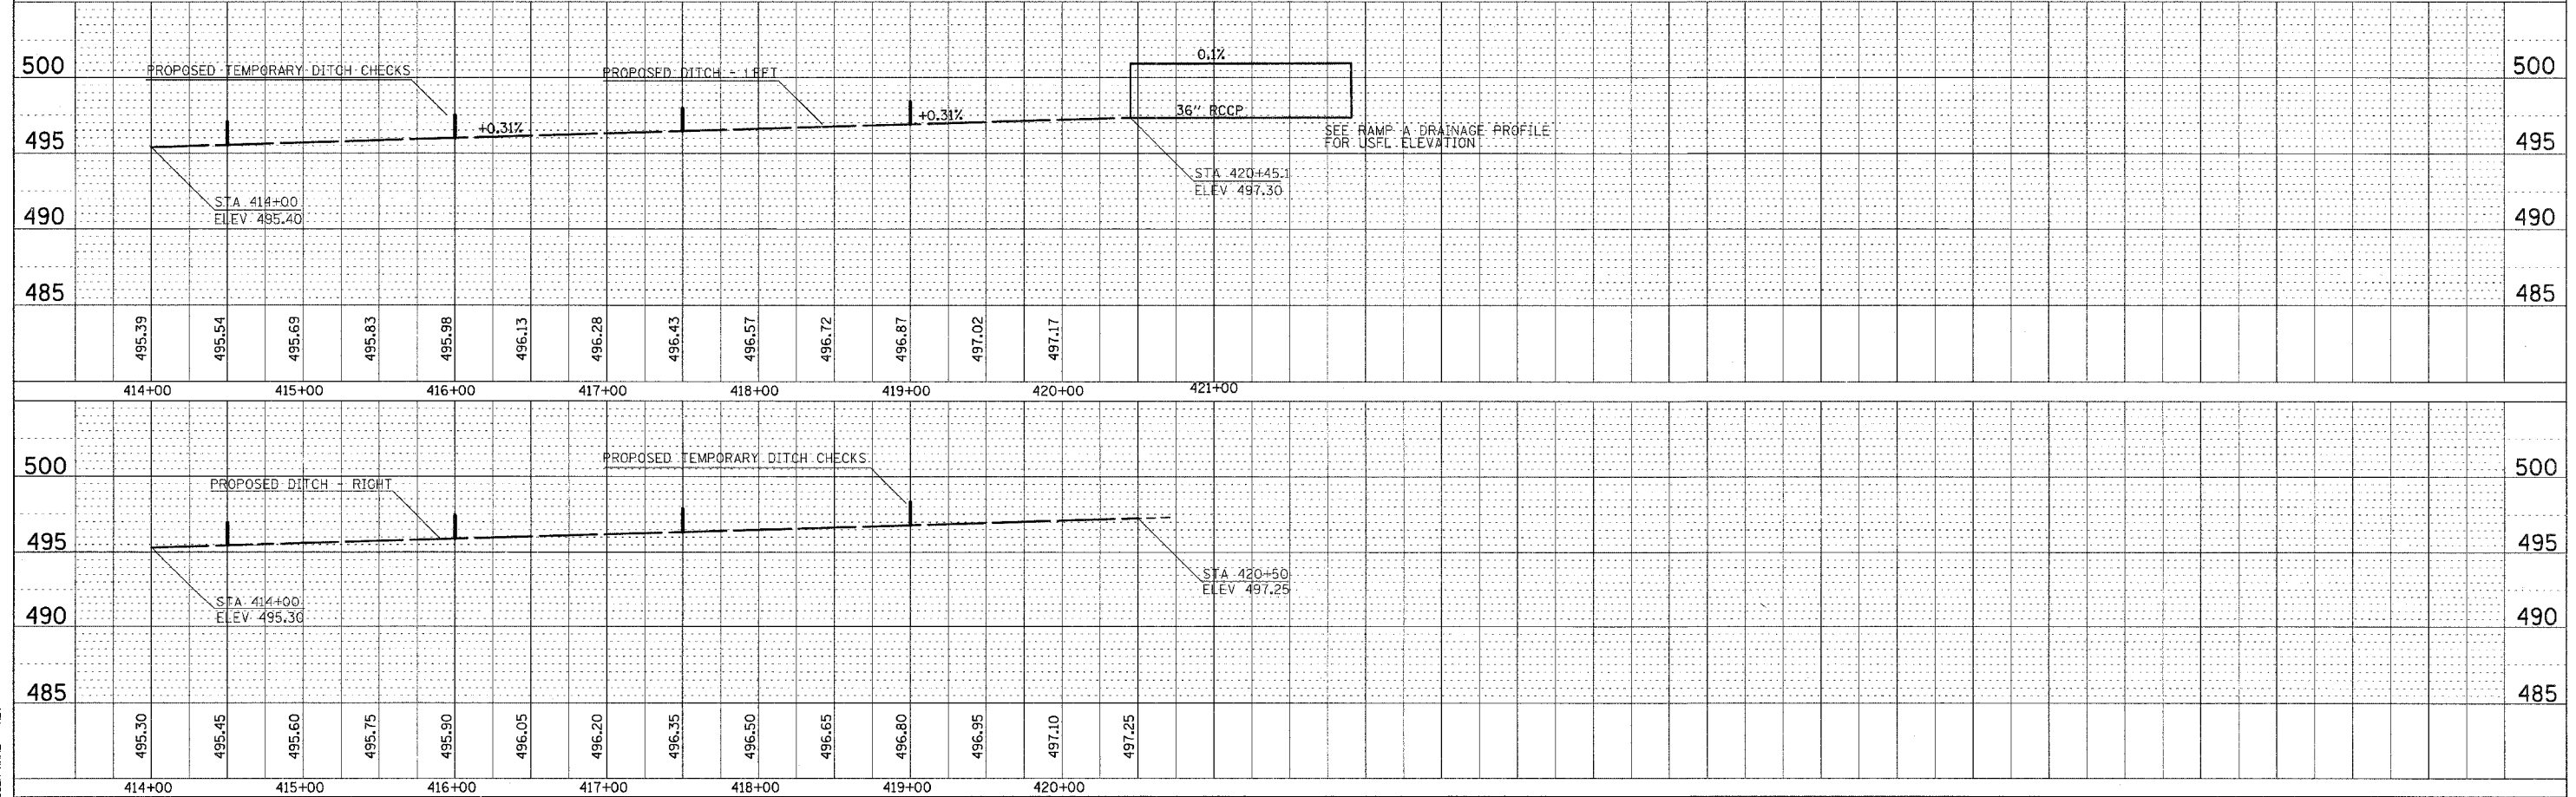 0.1%
500 500
PROPOSED TEMPORARY DITCH CHECKS PROPOSED DITCH - LEFT
+0.31% +0.31% 36" RCCP
SEE RAMP A DRAINAGE PROFILE
FOR USFL ELEVATION
495 495
STA 420+45.1
ELEV 497.30
STA 414+00
ELEV 495.40
490 490
485 485
495.39 495.54 495.69 495.83 495.98 496.13 496.28 496.43 496.57 496.72 496.87 497.02 497.17
414+00 415+00 416+00 417+00 418+00 419+00 420+00 421+00
PROPOSED TEMPORARY DITCH CHECKS
500 500
PROPOSED DITCH - RIGHT
495 495
STA 420+50
ELEV 497.25
STA 414+00
ELEV 495.30
490 490
485 485
495.30 495.45 495.60 495.75 495.90 496.05 496.20 496.35 496.50 496.65 496.80 496.95 497.10 497.25
414+00 415+00 416+00 417+00 418+00 419+00 420+00